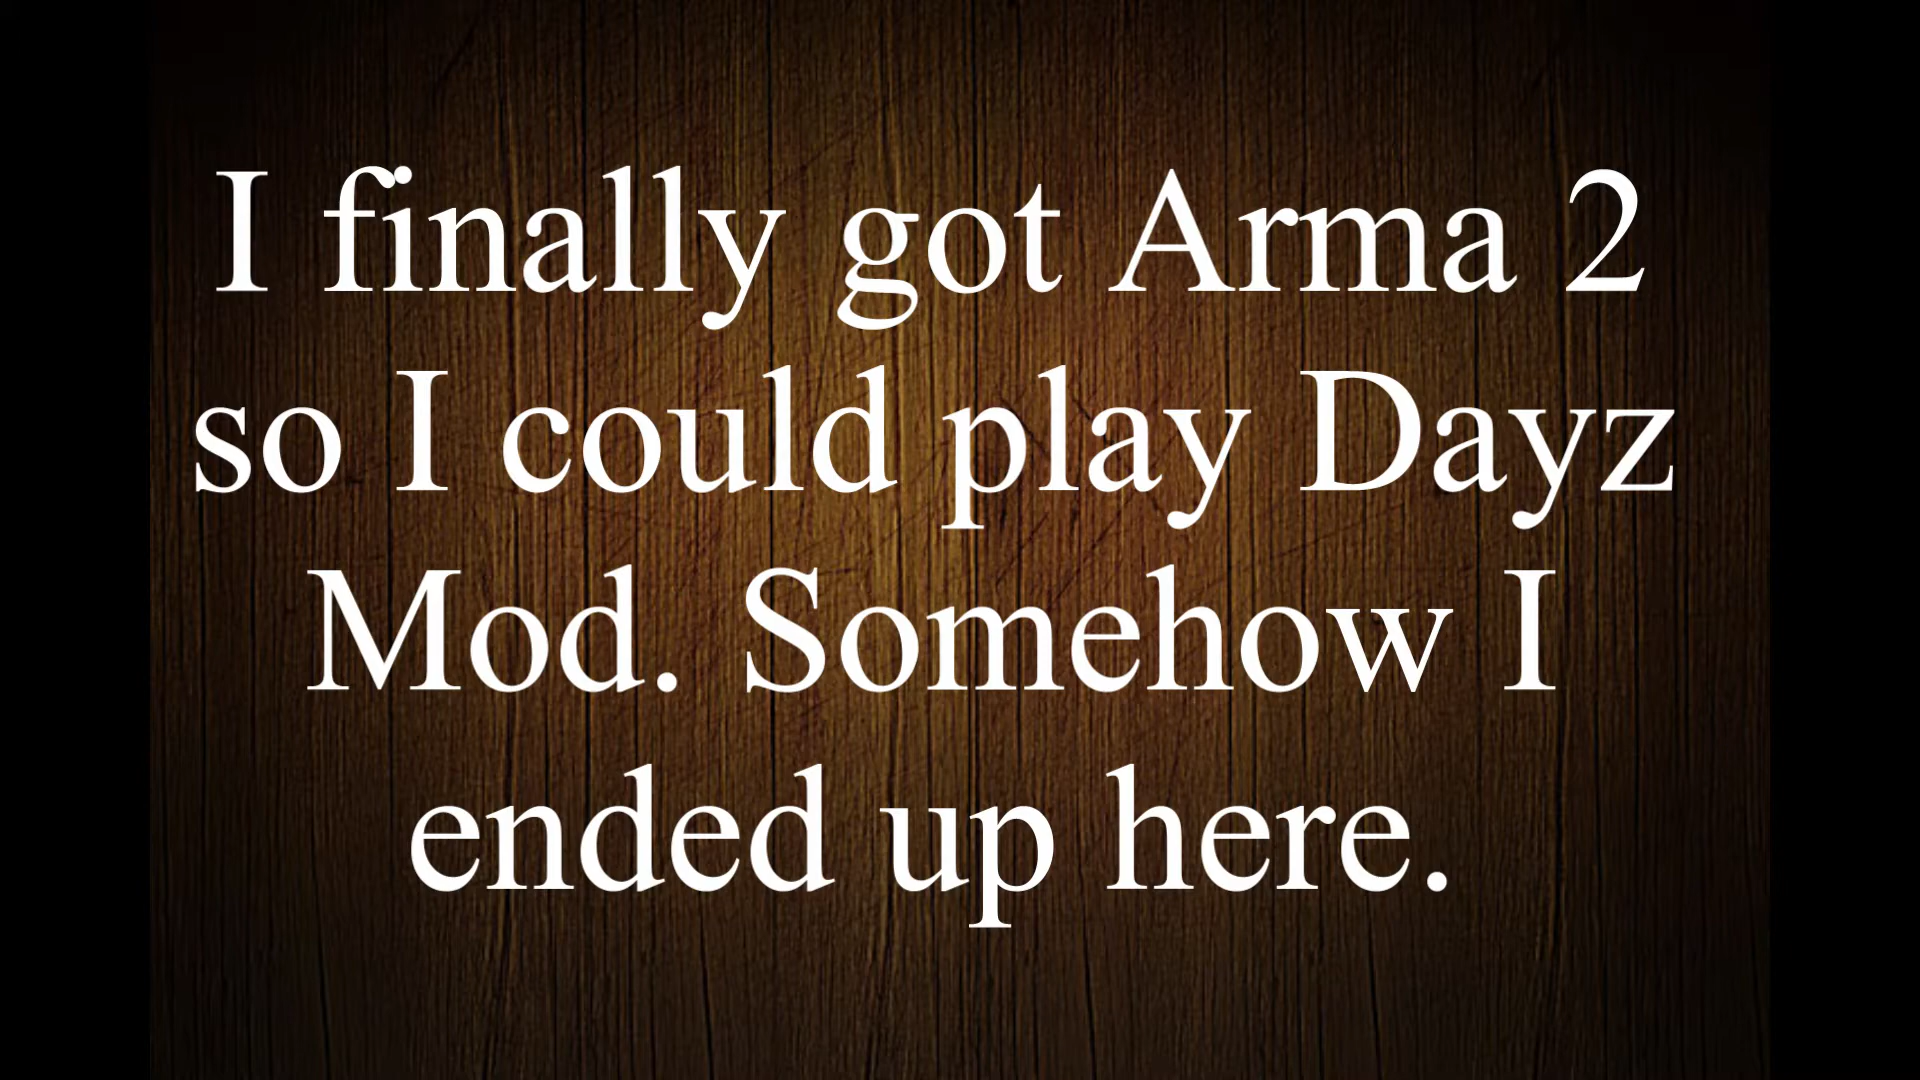 I finally got Arma 2
so I could play Dayz
Mod. Somehow I
ended up here.